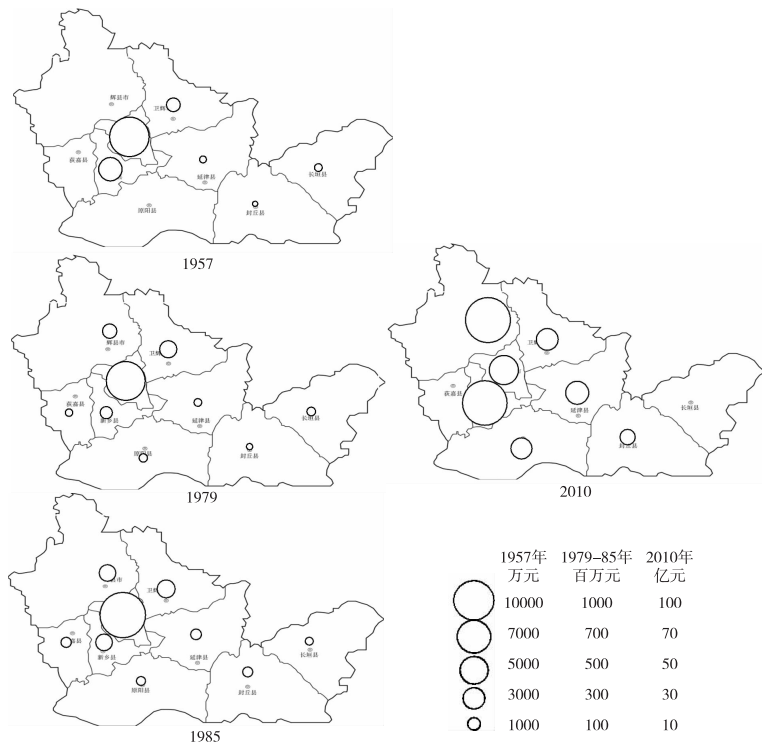 辉县市
卫辉
获嘉县
延津县
长垣县
原阳县
封丘县
1957
辉县市
卫辉
获嘉县
新乡县
延津县
长垣县
原阳县
封丘县
1979
卫辉
获嘉县
延津县
长垣县
封丘县
2010
县市
卫辉
嘉县
新乡县
延津县
长垣县
原阳县
封丘县
1985
1957年 1979–85年 2010年
万元 百万元 亿元
10000 1000 100
7000 700 70
5000 500 50
3000 300 30
1000 100 10